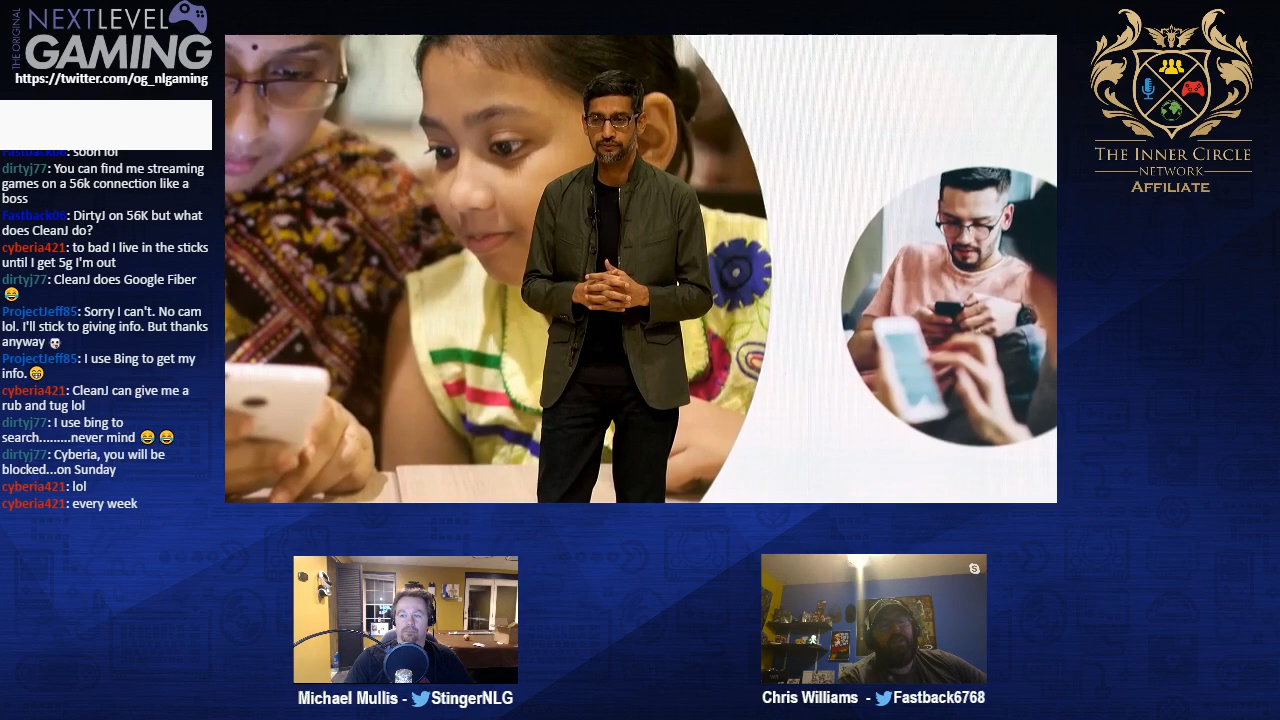 THE ORIGINAL
NEXTLEVEL
GAMING
https://twitter.com/og_nlgaming
Fastback06: soon lol
dirtyj77: You can find me streaming
games on a 56k connection like a
boss
Fastback06: DirtyJ on 56K but what
does CleanJ do?
cyberia421: to bad I live in the sticks
until I get 5g I'm out
dirtyj77: CleanJ does Google Fiber
😂
ProjectJeff85: Sorry I can't. No cam
lol. I'll stick to giving info. But thanks
anyway
ProjectJeff85: I use Bing to get my
info.😁
cyberia421: CleanJ can give me a
rub and tug lol
dirtyj77: I use bing to
search.........never mind 😂 😂
dirtyj77: Cyberia, you will be
blocked...on Sunday
cyberia421: lol
cyberia421: every week
THE INNER CIRCLE
NETWORK
AFFILIATE
Michael Mullis - StingerNLG
Chris Williams - Fastback6768